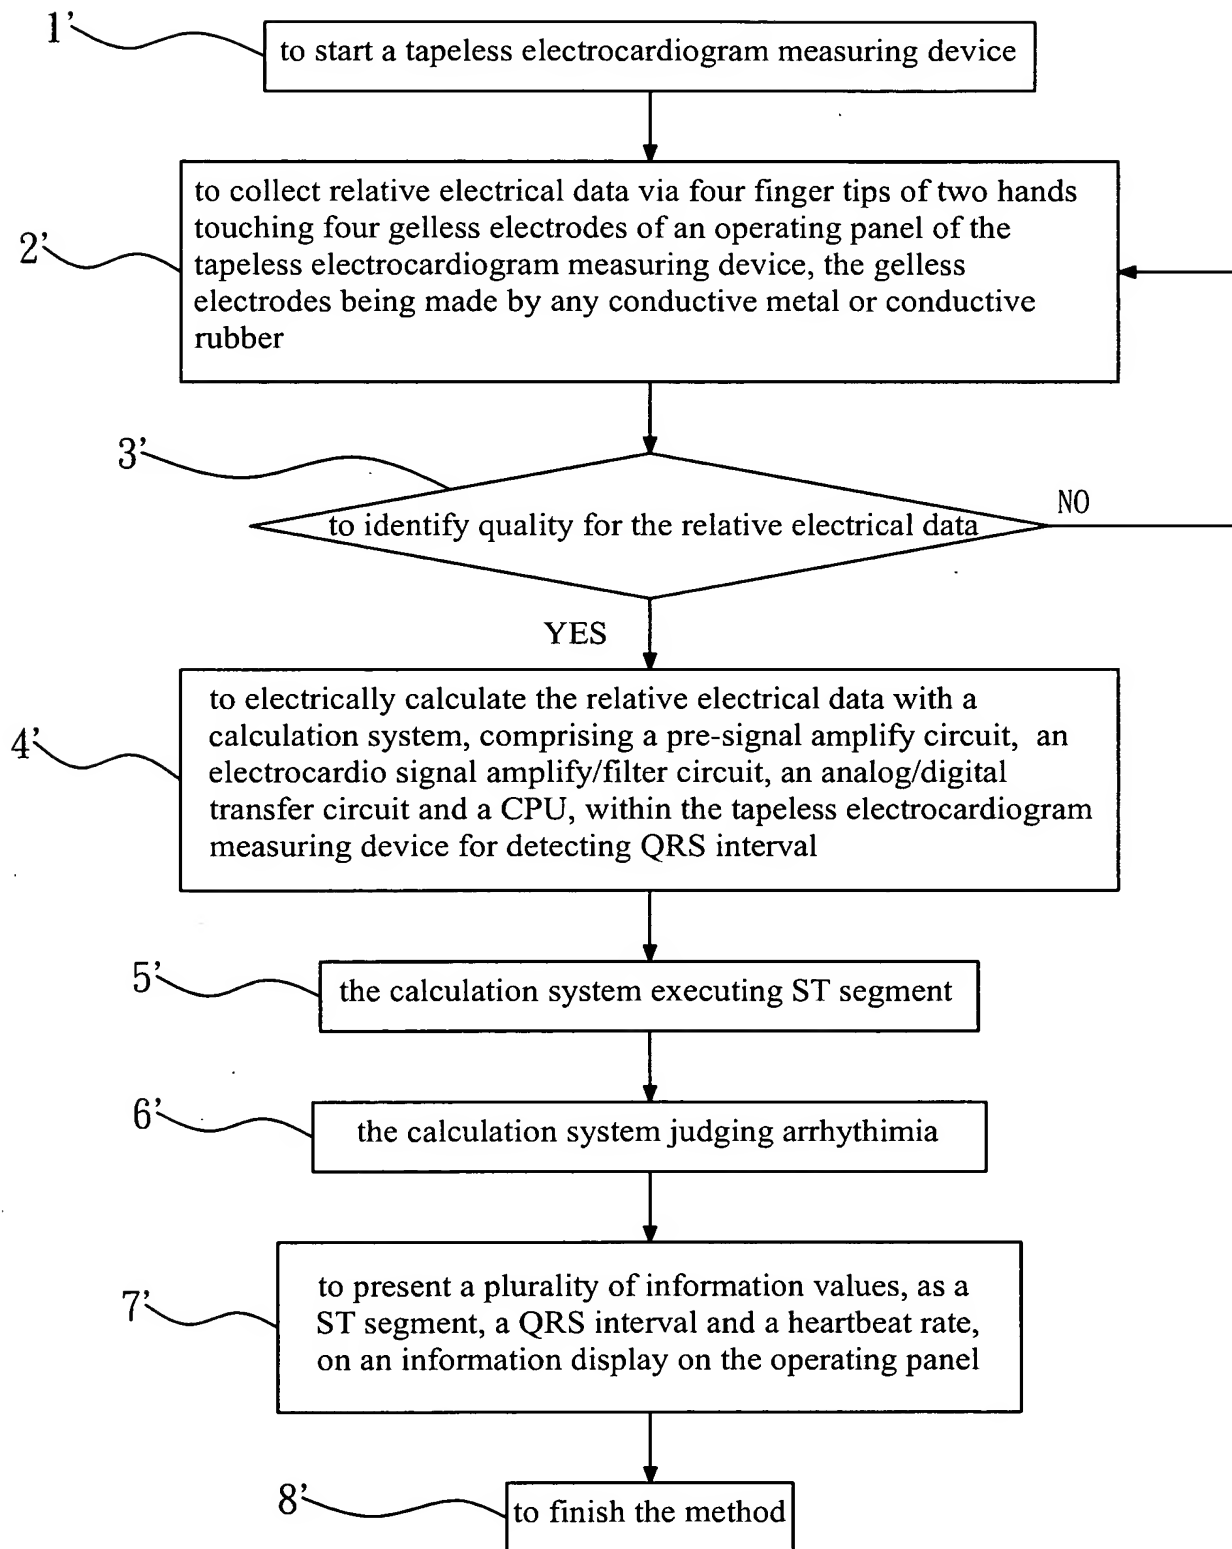 1’
to start a tapeless electrocardiogram measuring device
2’
to collect relative electrical data via four finger tips of two hands
touching four gelless electrodes of an operating panel of the
tapeless electrocardiogram measuring device, the gelless
electrodes being made by any conductive metal or conductive
rubber
3’
to identify quality for the relative electrical data
NO
YES
4’
to electrically calculate the relative electrical data with a
calculation system, comprising a pre-signal amplify circuit, an
electrocardio signal amplify/filter circuit, an analog/digital
transfer circuit and a CPU, within the tapeless electrocardiogram
measuring device for detecting QRS interval
5’
the calculation system executing ST segment
6’
the calculation system judging arrhythimia
7’
to present a plurality of information values, as a
ST segment, a QRS interval and a heartbeat rate,
on an information display on the operating panel
8’
to finish the method